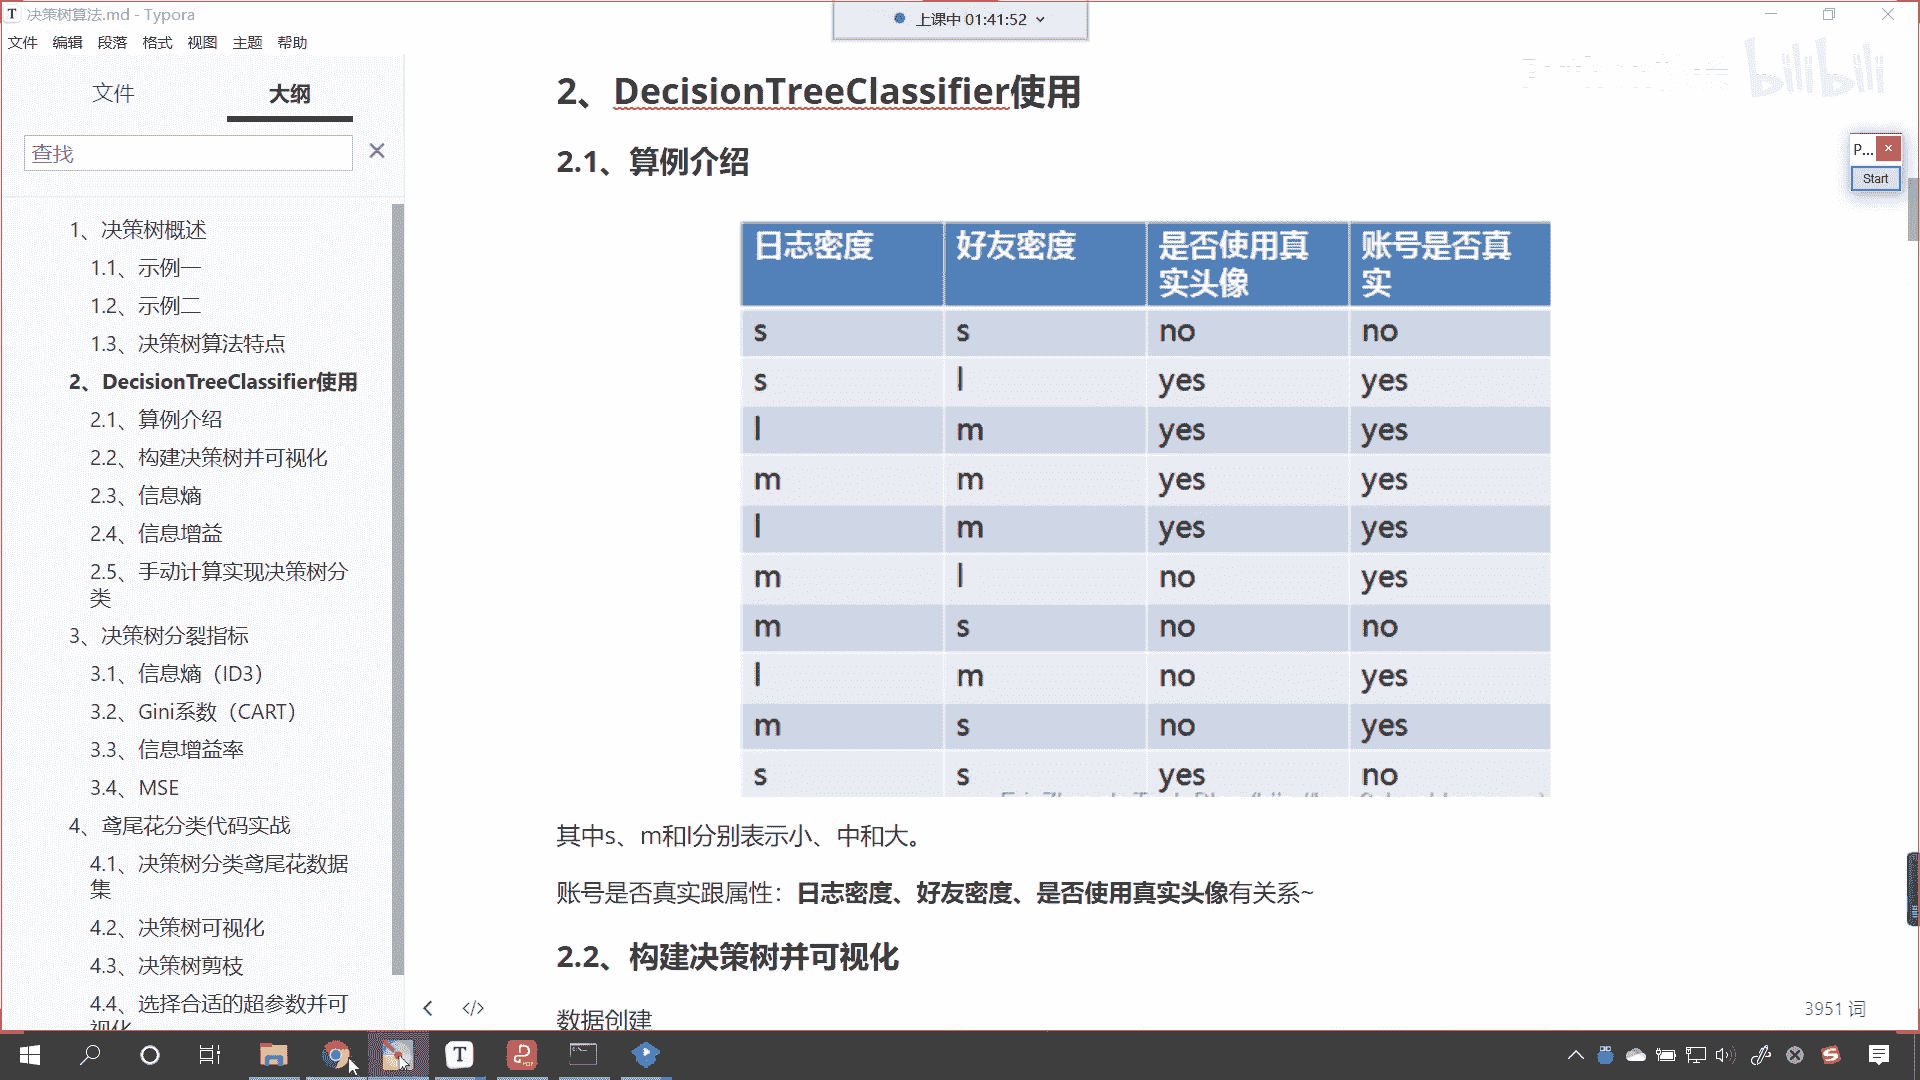 决策树算法.md - Typora
上课中 01:41:52
文件 编辑 段落 格式 视图 主题 帮助
bilibili
文件 大纲
查找
P...
Start
1、决策树概述
1.1、示例一
1.2、示例二
1.3、决策树算法特点
2、DecisionTreeClassifier使用
2.1、算例介绍
2.2、构建决策树并可视化
2.3、信息熵
2.4、信息增益
2.5、手动计算实现决策树分
类
3、决策树分裂指标
3.1、信息熵（ID3）
3.2、Gini系数（CART）
3.3、信息增益率
3.4、MSE
4、鸢尾花分类代码实战
4.1、决策树分类鸢尾花数据
集
4.2、决策树可视化
4.3、决策树剪枝
4.4、选择合适的超参数并可
视化
2、DecisionTreeClassifier使用
2.1、算例介绍
日志密度 好友密度 是否使用真实头像 账号是否真实
s s no no
s l yes yes
l m yes yes
m m yes yes
l m yes yes
m l no yes
m s no no
l m no yes
m s no yes
s s yes no
其中s、m和l分别表示小、中和大。
账号是否真实跟属性：日志密度、好友密度、是否使用真实头像有关系~
2.2、构建决策树并可视化
数据创建
3951 词